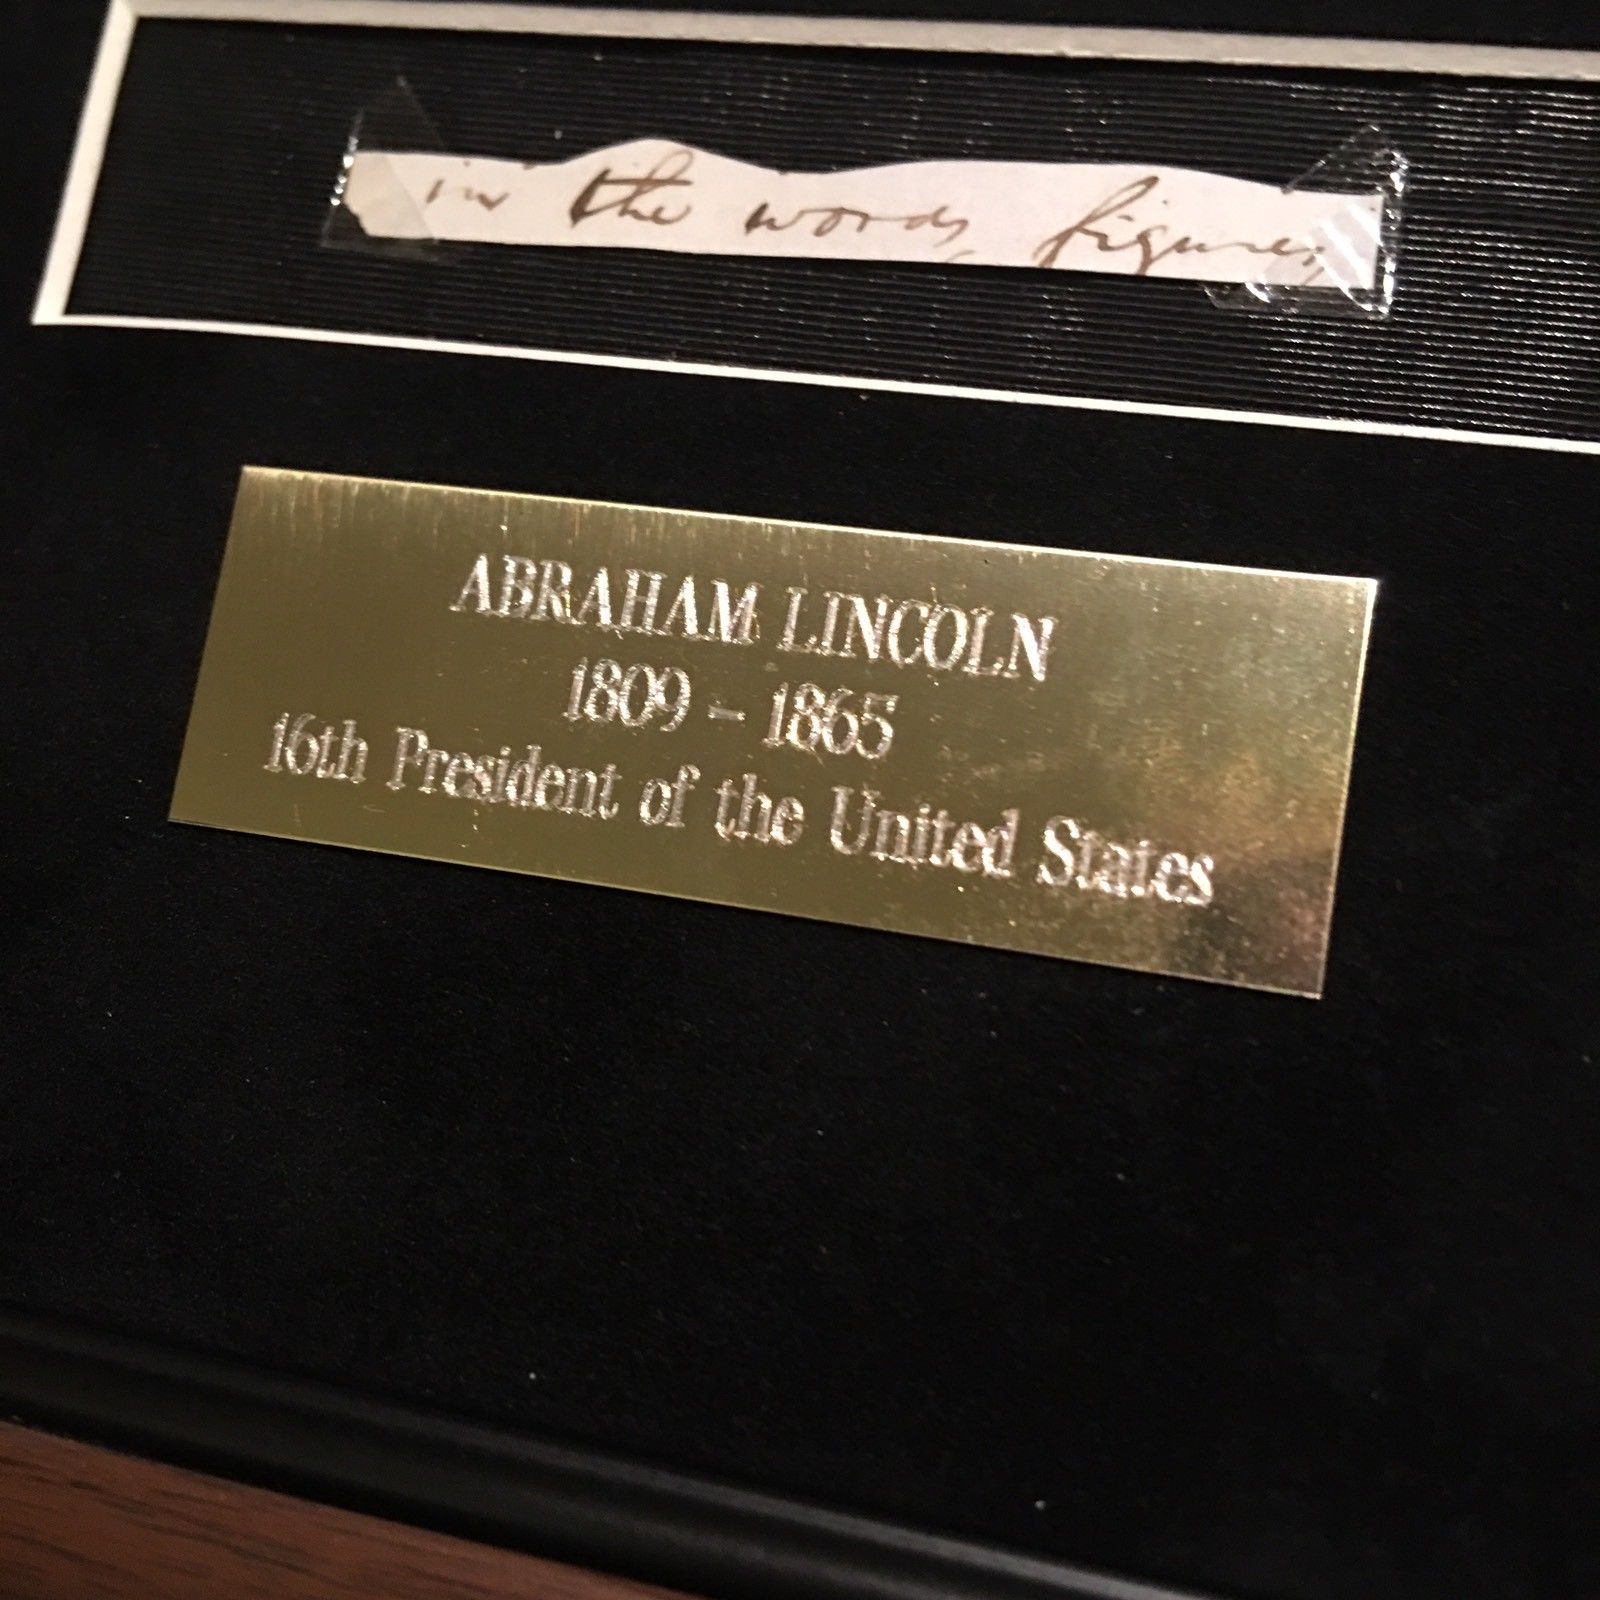 in the words, figures,
ABRAHAM LINCOLN
1809 - 1865
16th President of the United States